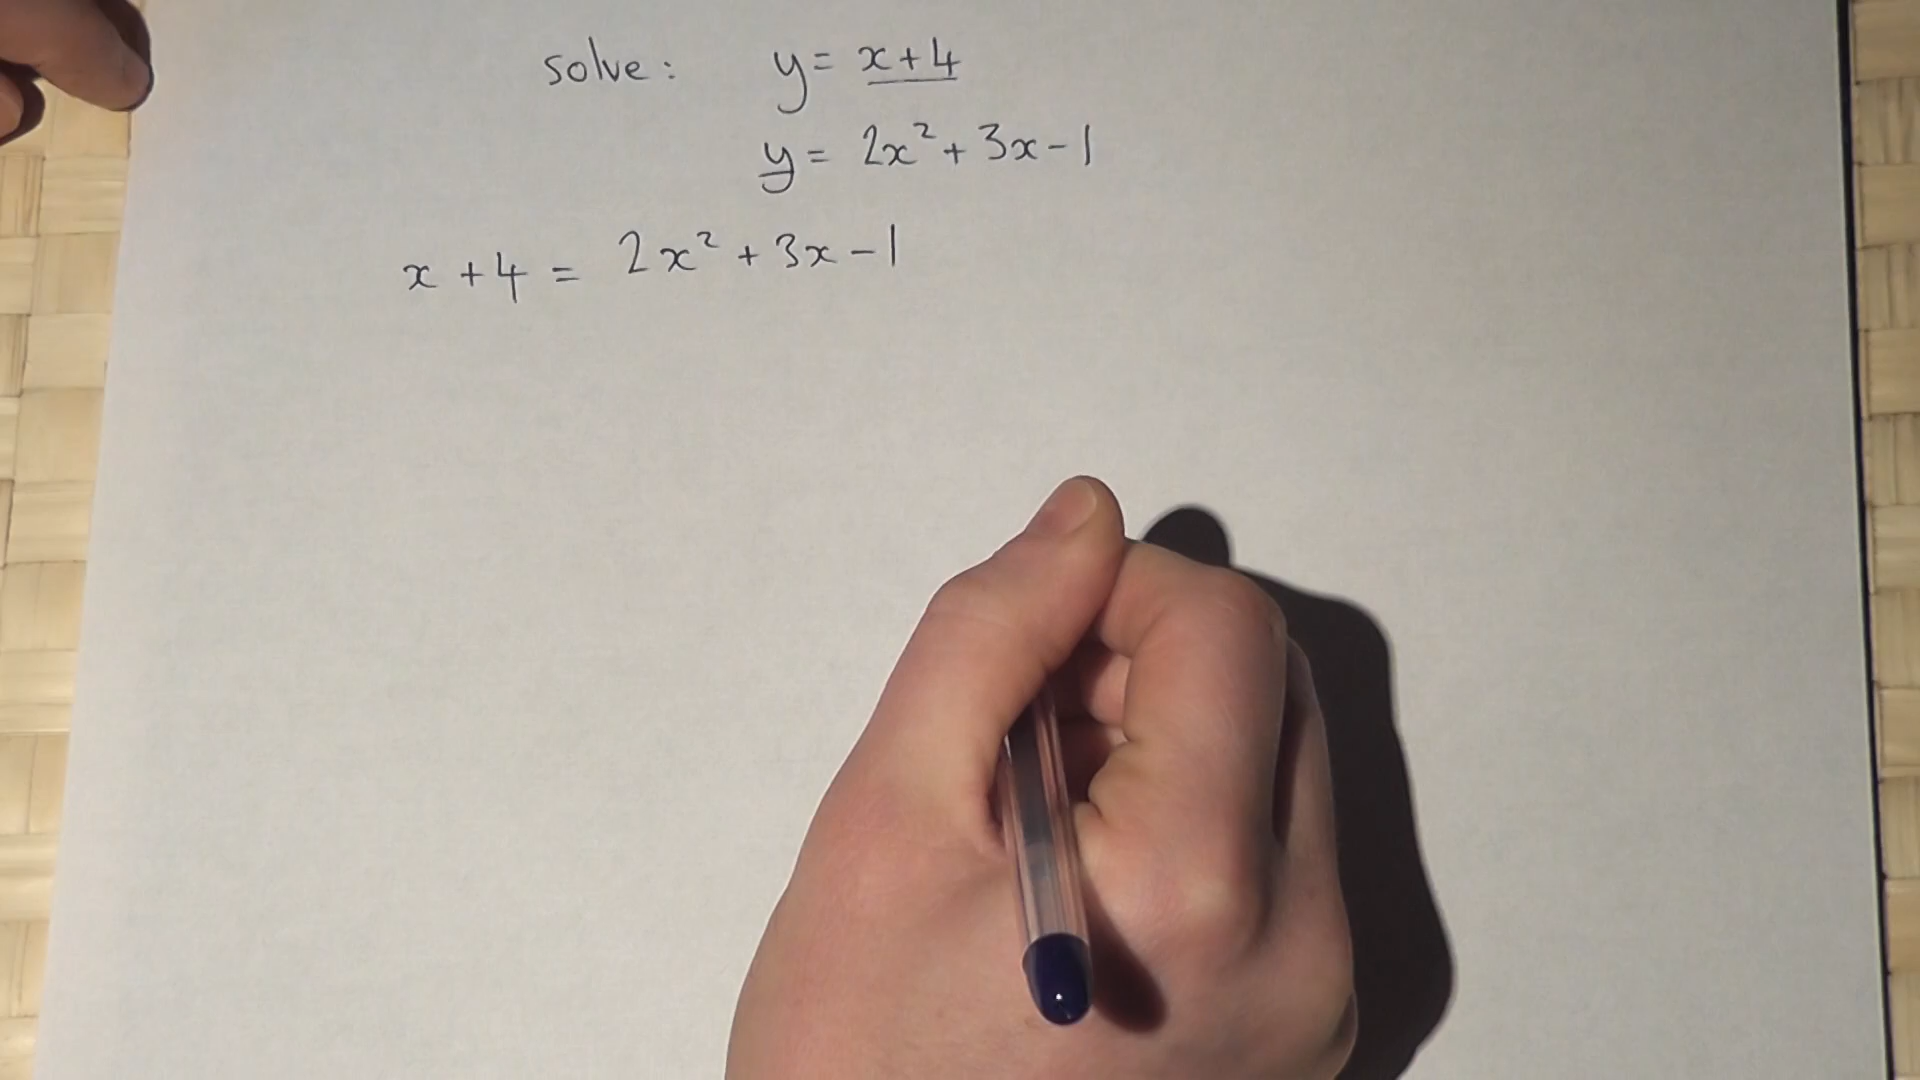 solve: y = x + 4
y = 2x² + 3x - 1
x + 4 = 2x² + 3x - 1